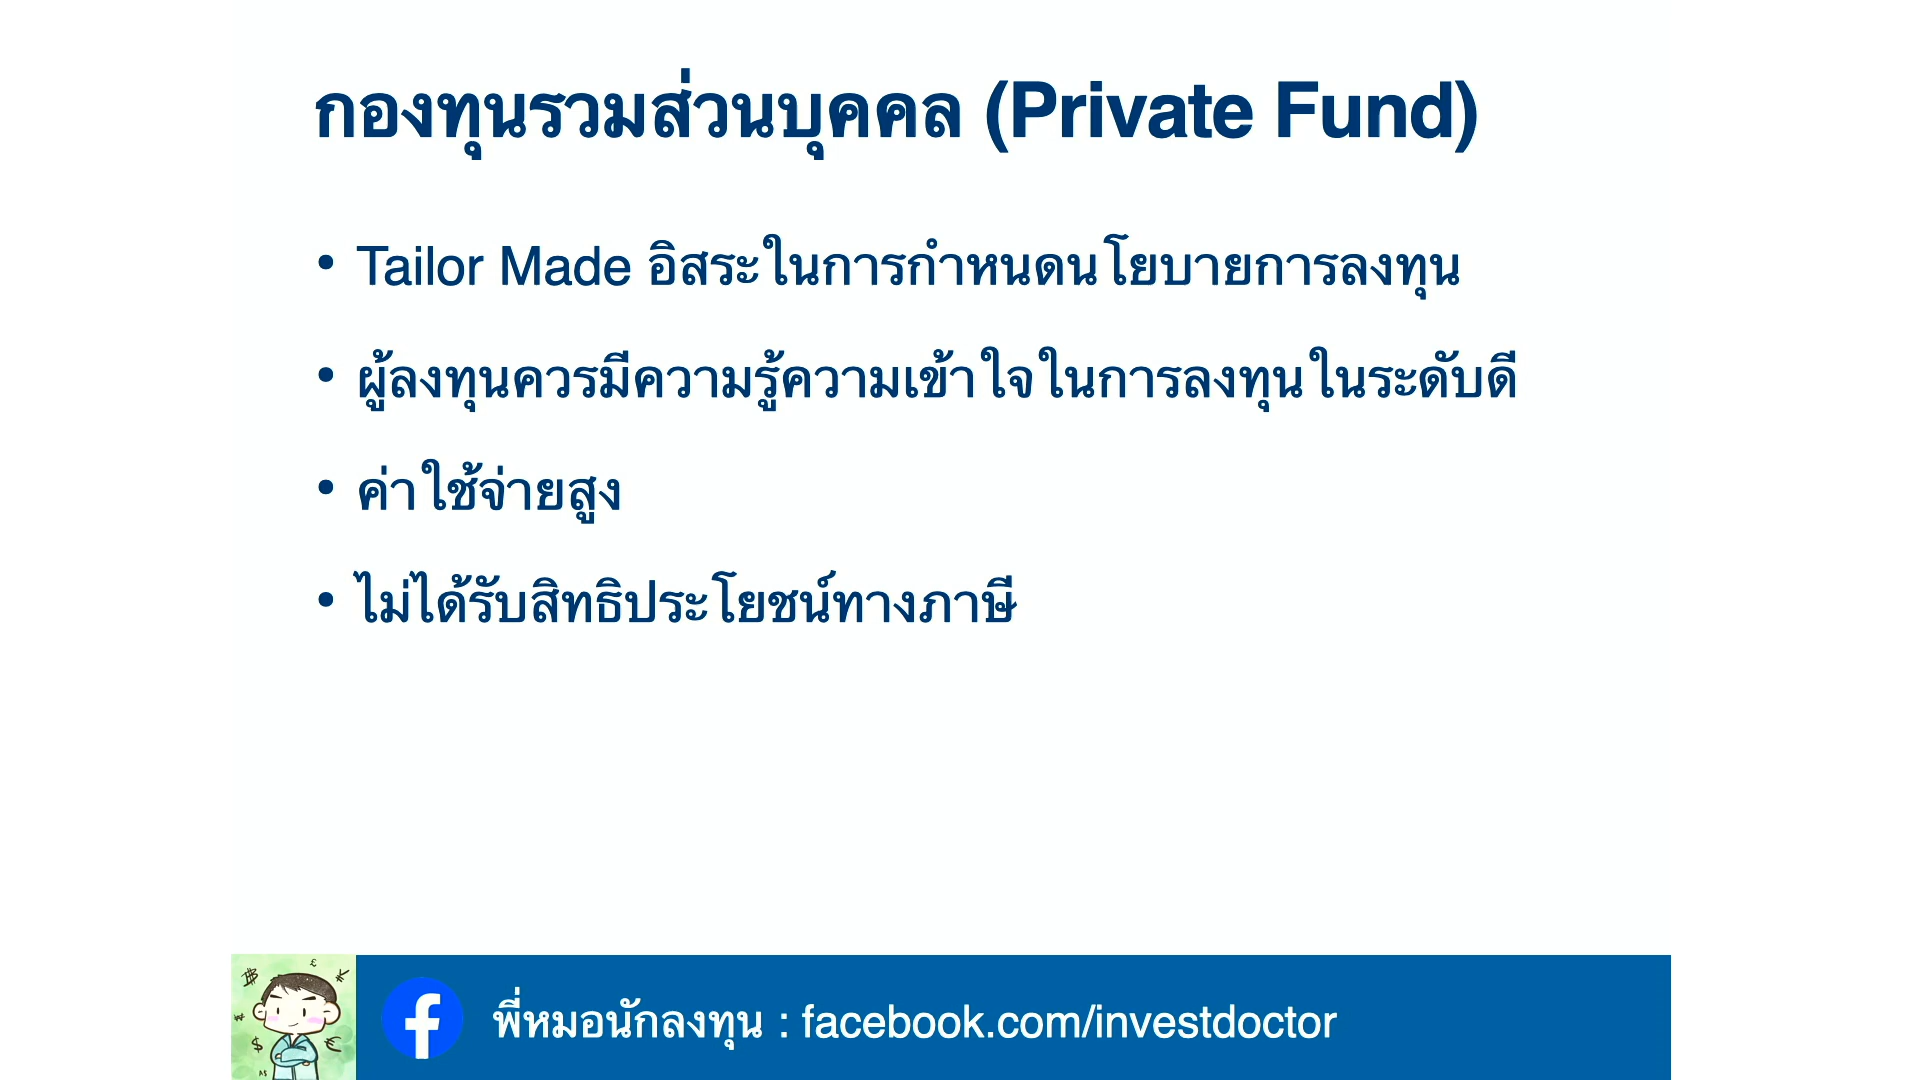 กองทุนรวมส่วนบุคคล (Private Fund)
• Tailor Made อิสระในการกำหนดนโยบายการลงทุน
• ผู้ลงทุนควรมีความรู้ความเข้าใจในการลงทุนในระดับดี
• ค่าใช้จ่ายสูง
• ไม่ได้รับสิทธิประโยชน์ทางภาษี
พี่หมอนักลงทุน : facebook.com/investdoctor